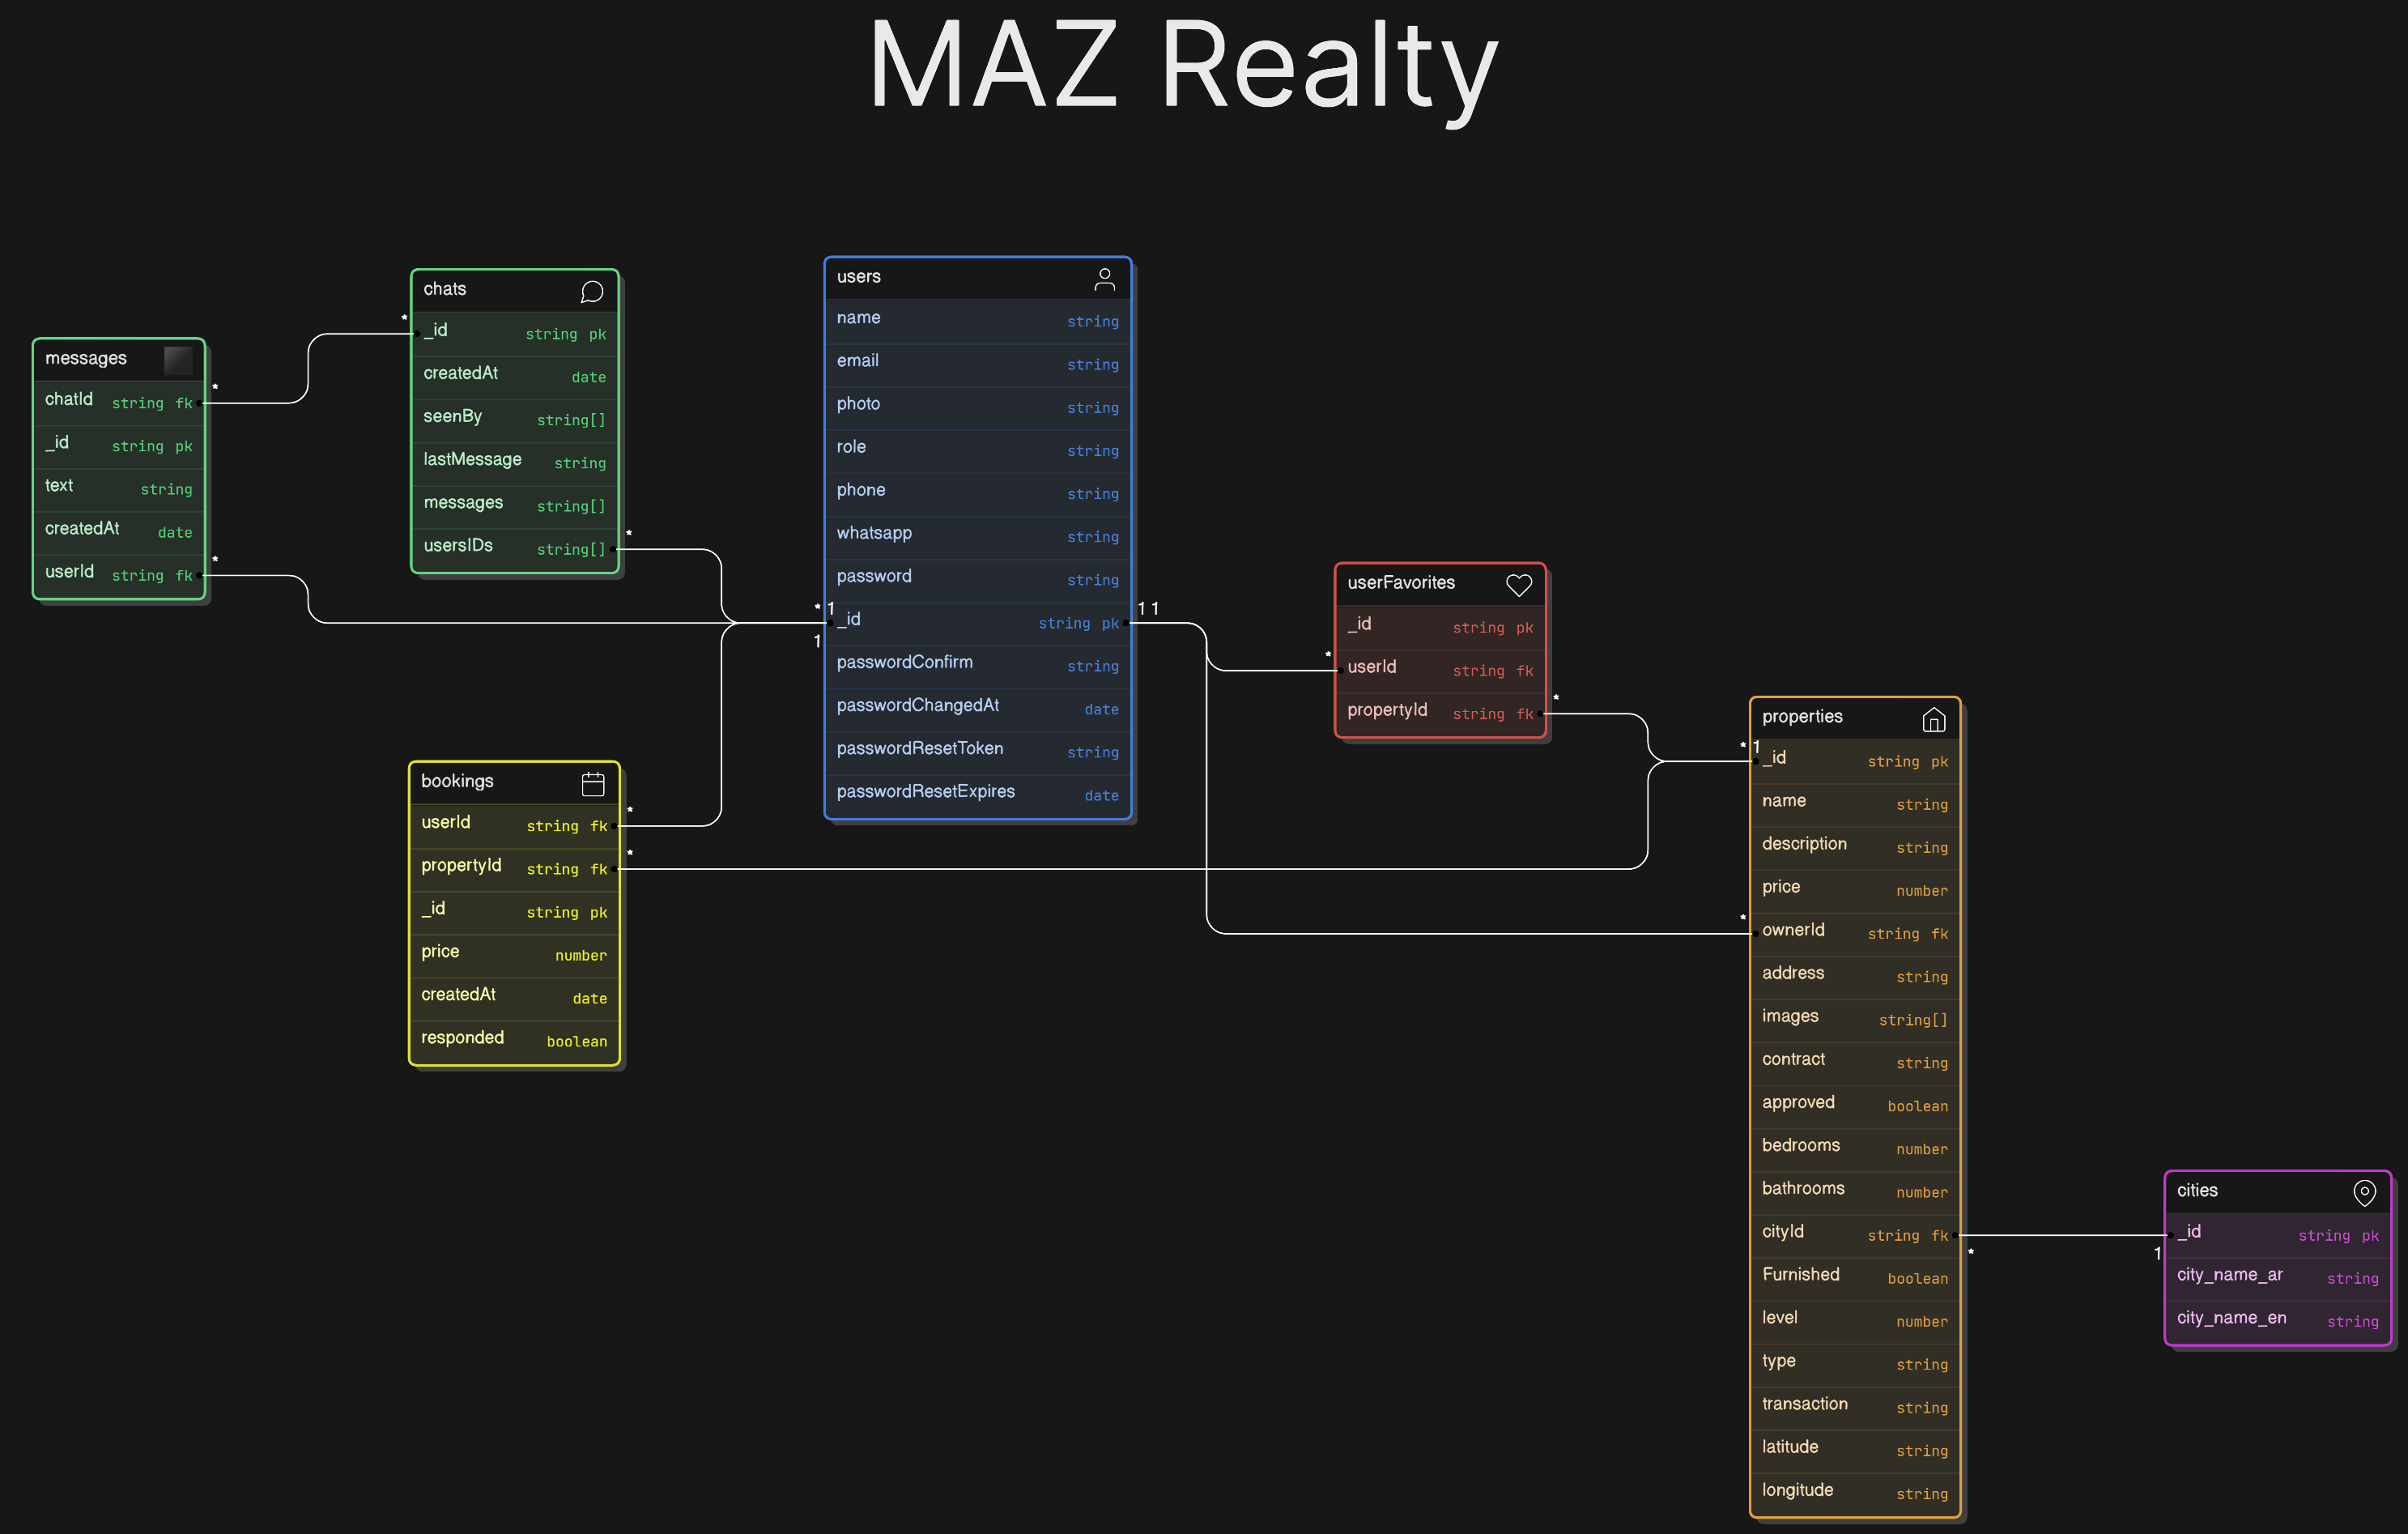 MAZ Realty
messages
chatId string fk
_id string pk
text string
createdAt date
userId string fk
*
*
chats
_id string pk
createdAt date
seenBy string[]
lastMessage string
messages string[]
usersIDs string[]
*
*
users
name string
email string
photo string
role string
phone string
whatsapp string
password string
_id string pk
passwordConfirm string
passwordChangedAt date
passwordResetToken string
passwordResetExpires date
* 1
1
1 1
bookings
userId string fk
propertyId string fk
_id string pk
price number
createdAt date
responded boolean
*
*
userFavorites
_id string pk
userId string fk
propertyId string fk
*
*
properties
_id string pk
name string
description string
price number
ownerId string fk
address string
images string[]
contract string
approved boolean
bedrooms number
bathrooms number
cityId string fk
Furnished boolean
level number
type string
transaction string
latitude string
longitude string
* 1
*
*
cities
_id string pk
city_name_ar string
city_name_en string
1